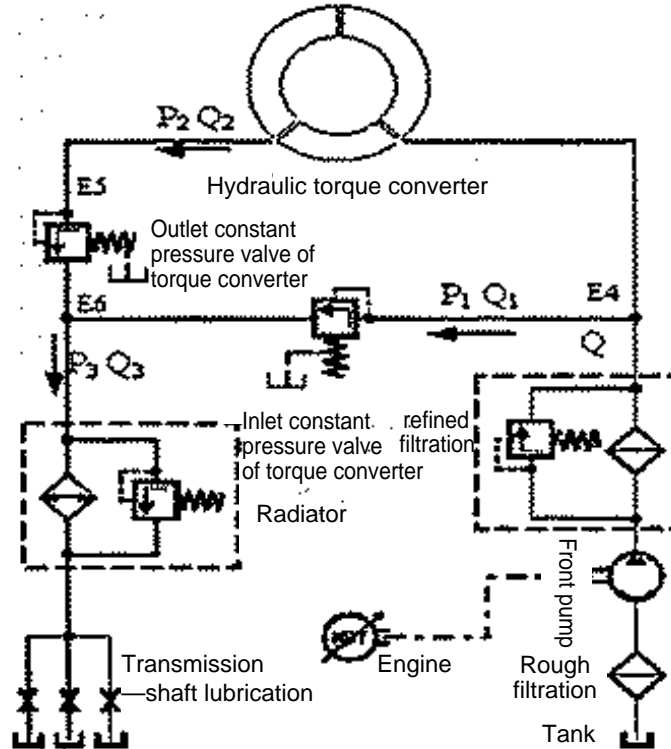 P2 Q2
Hydraulic torque converter
E5
Outlet constant
pressure valve of
torque converter
E6
P1 Q1
E4
Q
P3 Q3
Inlet constant
pressure valve
of torque converter
refined
filtration
Radiator
Front pump
Engine
Rough
filtration
Transmission
shaft lubrication
Tank